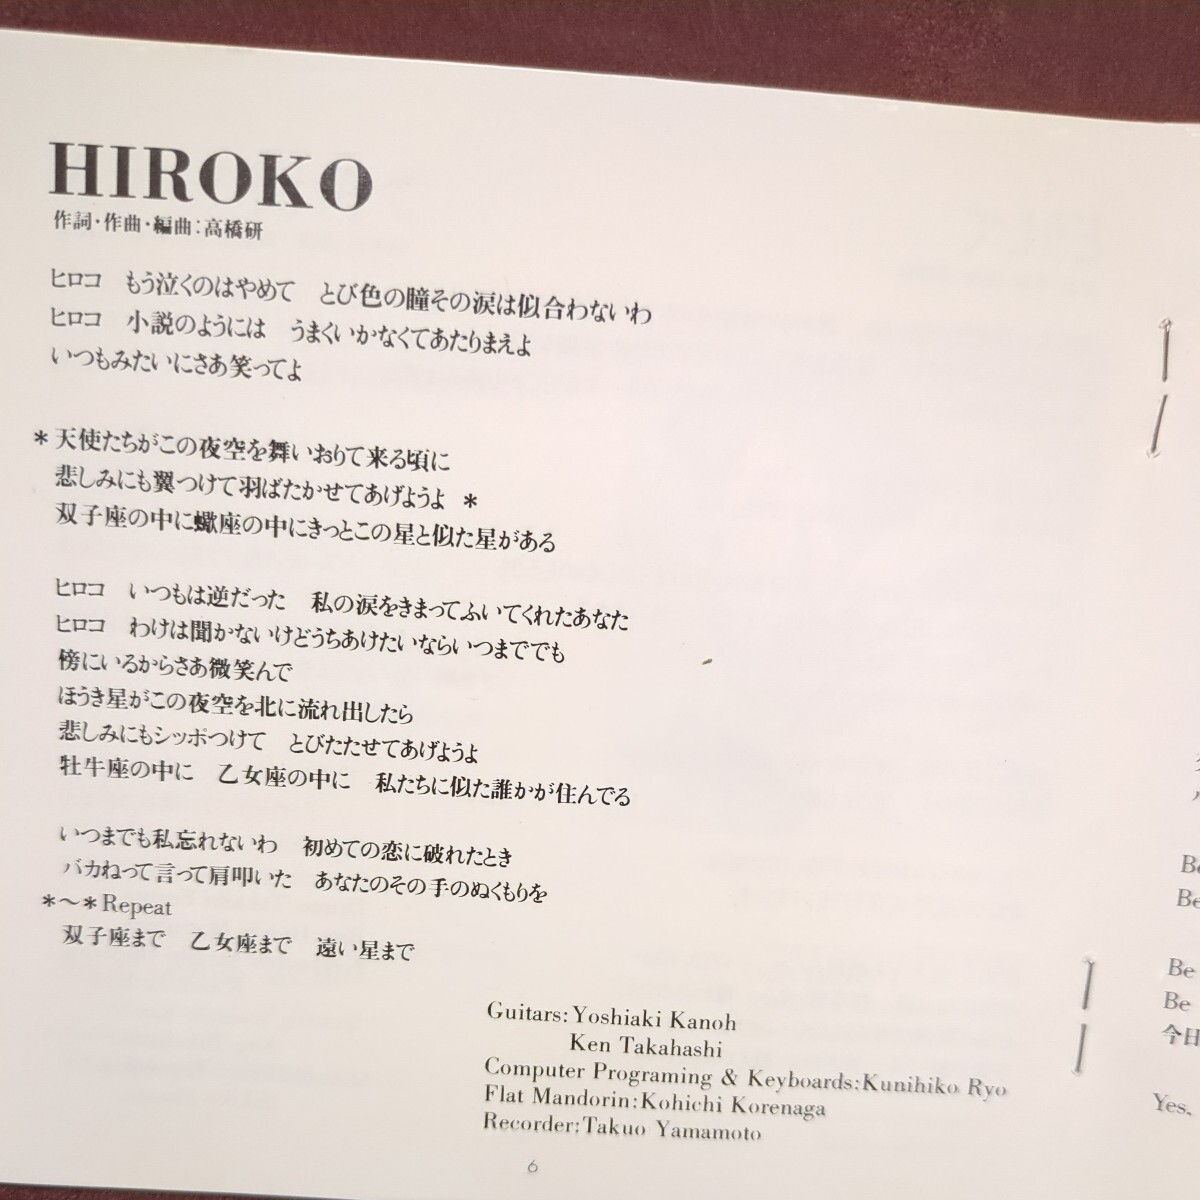 HIROKO
作詞・作曲・編曲:高橋研
ヒロコ もう泣くのはやめて とび色の瞳その涙は似合わないわ
ヒロコ 小説のようには うまくいかなくてあたりまえよ
いつもみたいにさあ笑ってよ
*天使たちがこの夜空を舞いおりて来る頃に
悲しみにも翼つけて羽ばたかせてあげようよ *
双子座の中に蠍座の中にきっとこの星と似た星がある
ヒロコ いつもは逆だった 私の涙をきまってふいてくれたあなた
ヒロコ わけは聞かないけどうちあけたいならいつまででも
傍にいるからさあ微笑んで
ほうき星がこの夜空を北に流れ出したら
悲しみにもシッポつけて とびたたせてあげようよ
牡牛座の中に 乙女座の中に 私たちに似た誰かが住んでる
いつまでも私忘れないわ 初めての恋に破れたとき
バカねって言って肩叩いた あなたのその手のぬくもりを
*〜*Repeat
双子座まで 乙女座まで 遠い星まで
Guitars:Yoshiaki Kanoh
Ken Takahashi
Computer Programing & Keyboards:Kunihiko Ryo
Flat Mandorin:Kohichi Korenaga
Recorder:Takuo Yamamoto
6
Be
Be
Be
Be
今日
Yes.